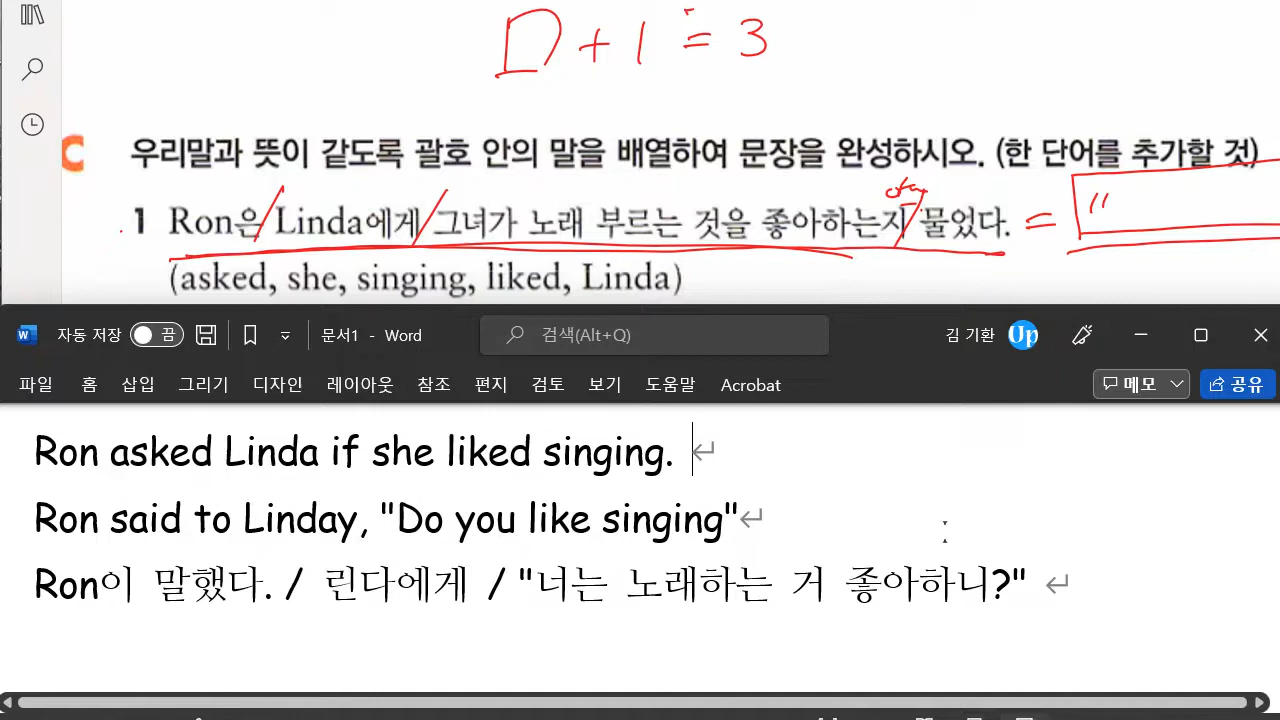 D + 1 = 3
C 우리말과 뜻이 같도록 괄호 안의 말을 배열하여 문장을 완성하시오. (한 단어를 추가할 것)
1 Ron은 / Linda에게 / 그녀가 노래 부르는 것을 좋아하는지 / 물었다. = "
(asked, she, singing, liked, Linda)
자동 저장 끔 문서1 - Word 검색(Alt+Q) 김 기환 Up
파일 홈 삽입 그리기 디자인 레이아웃 참조 편지 검토 보기 도움말 Acrobat 메모 공유
Ron asked Linda if she liked singing.
Ron said to Linday, "Do you like singing"
Ron이 말했다. / 린다에게 / "너는 노래하는 거 좋아하니?"